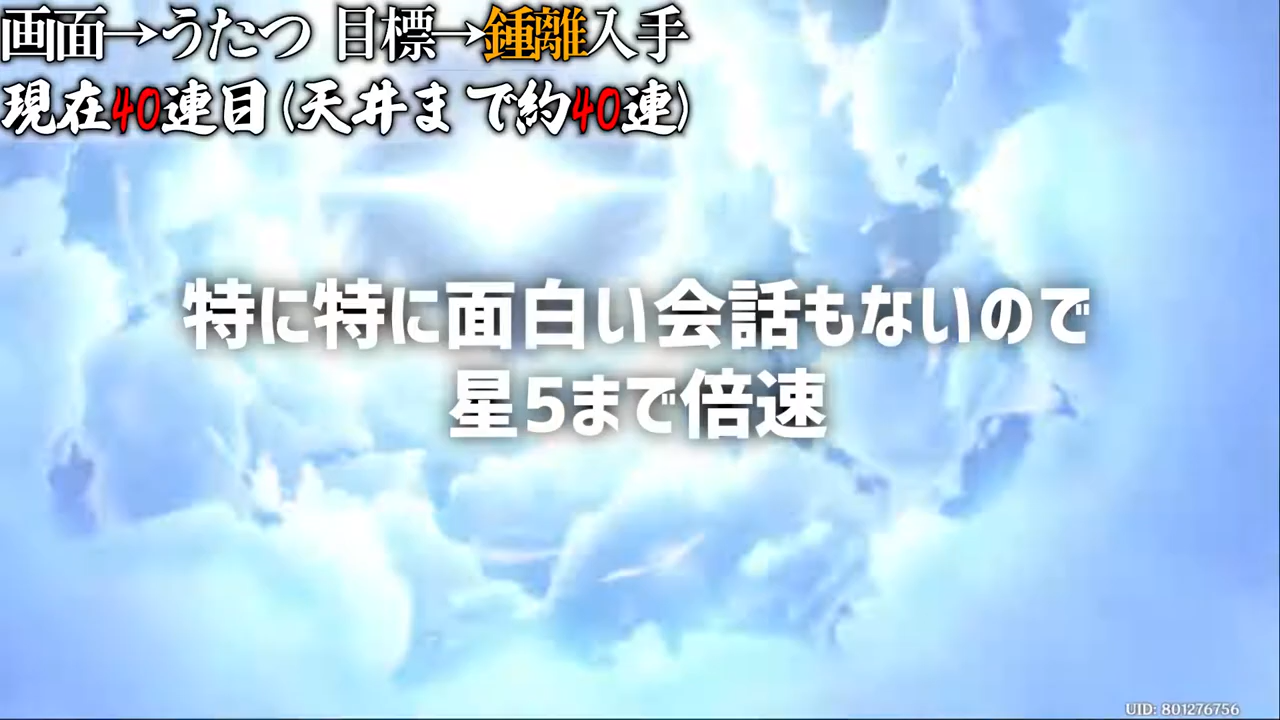 画面→うたつ 目標→鍾離入手
現在40連目(天井まで約40連)
特に特に面白い会話もないので
星5まで倍速
UID: 801276756